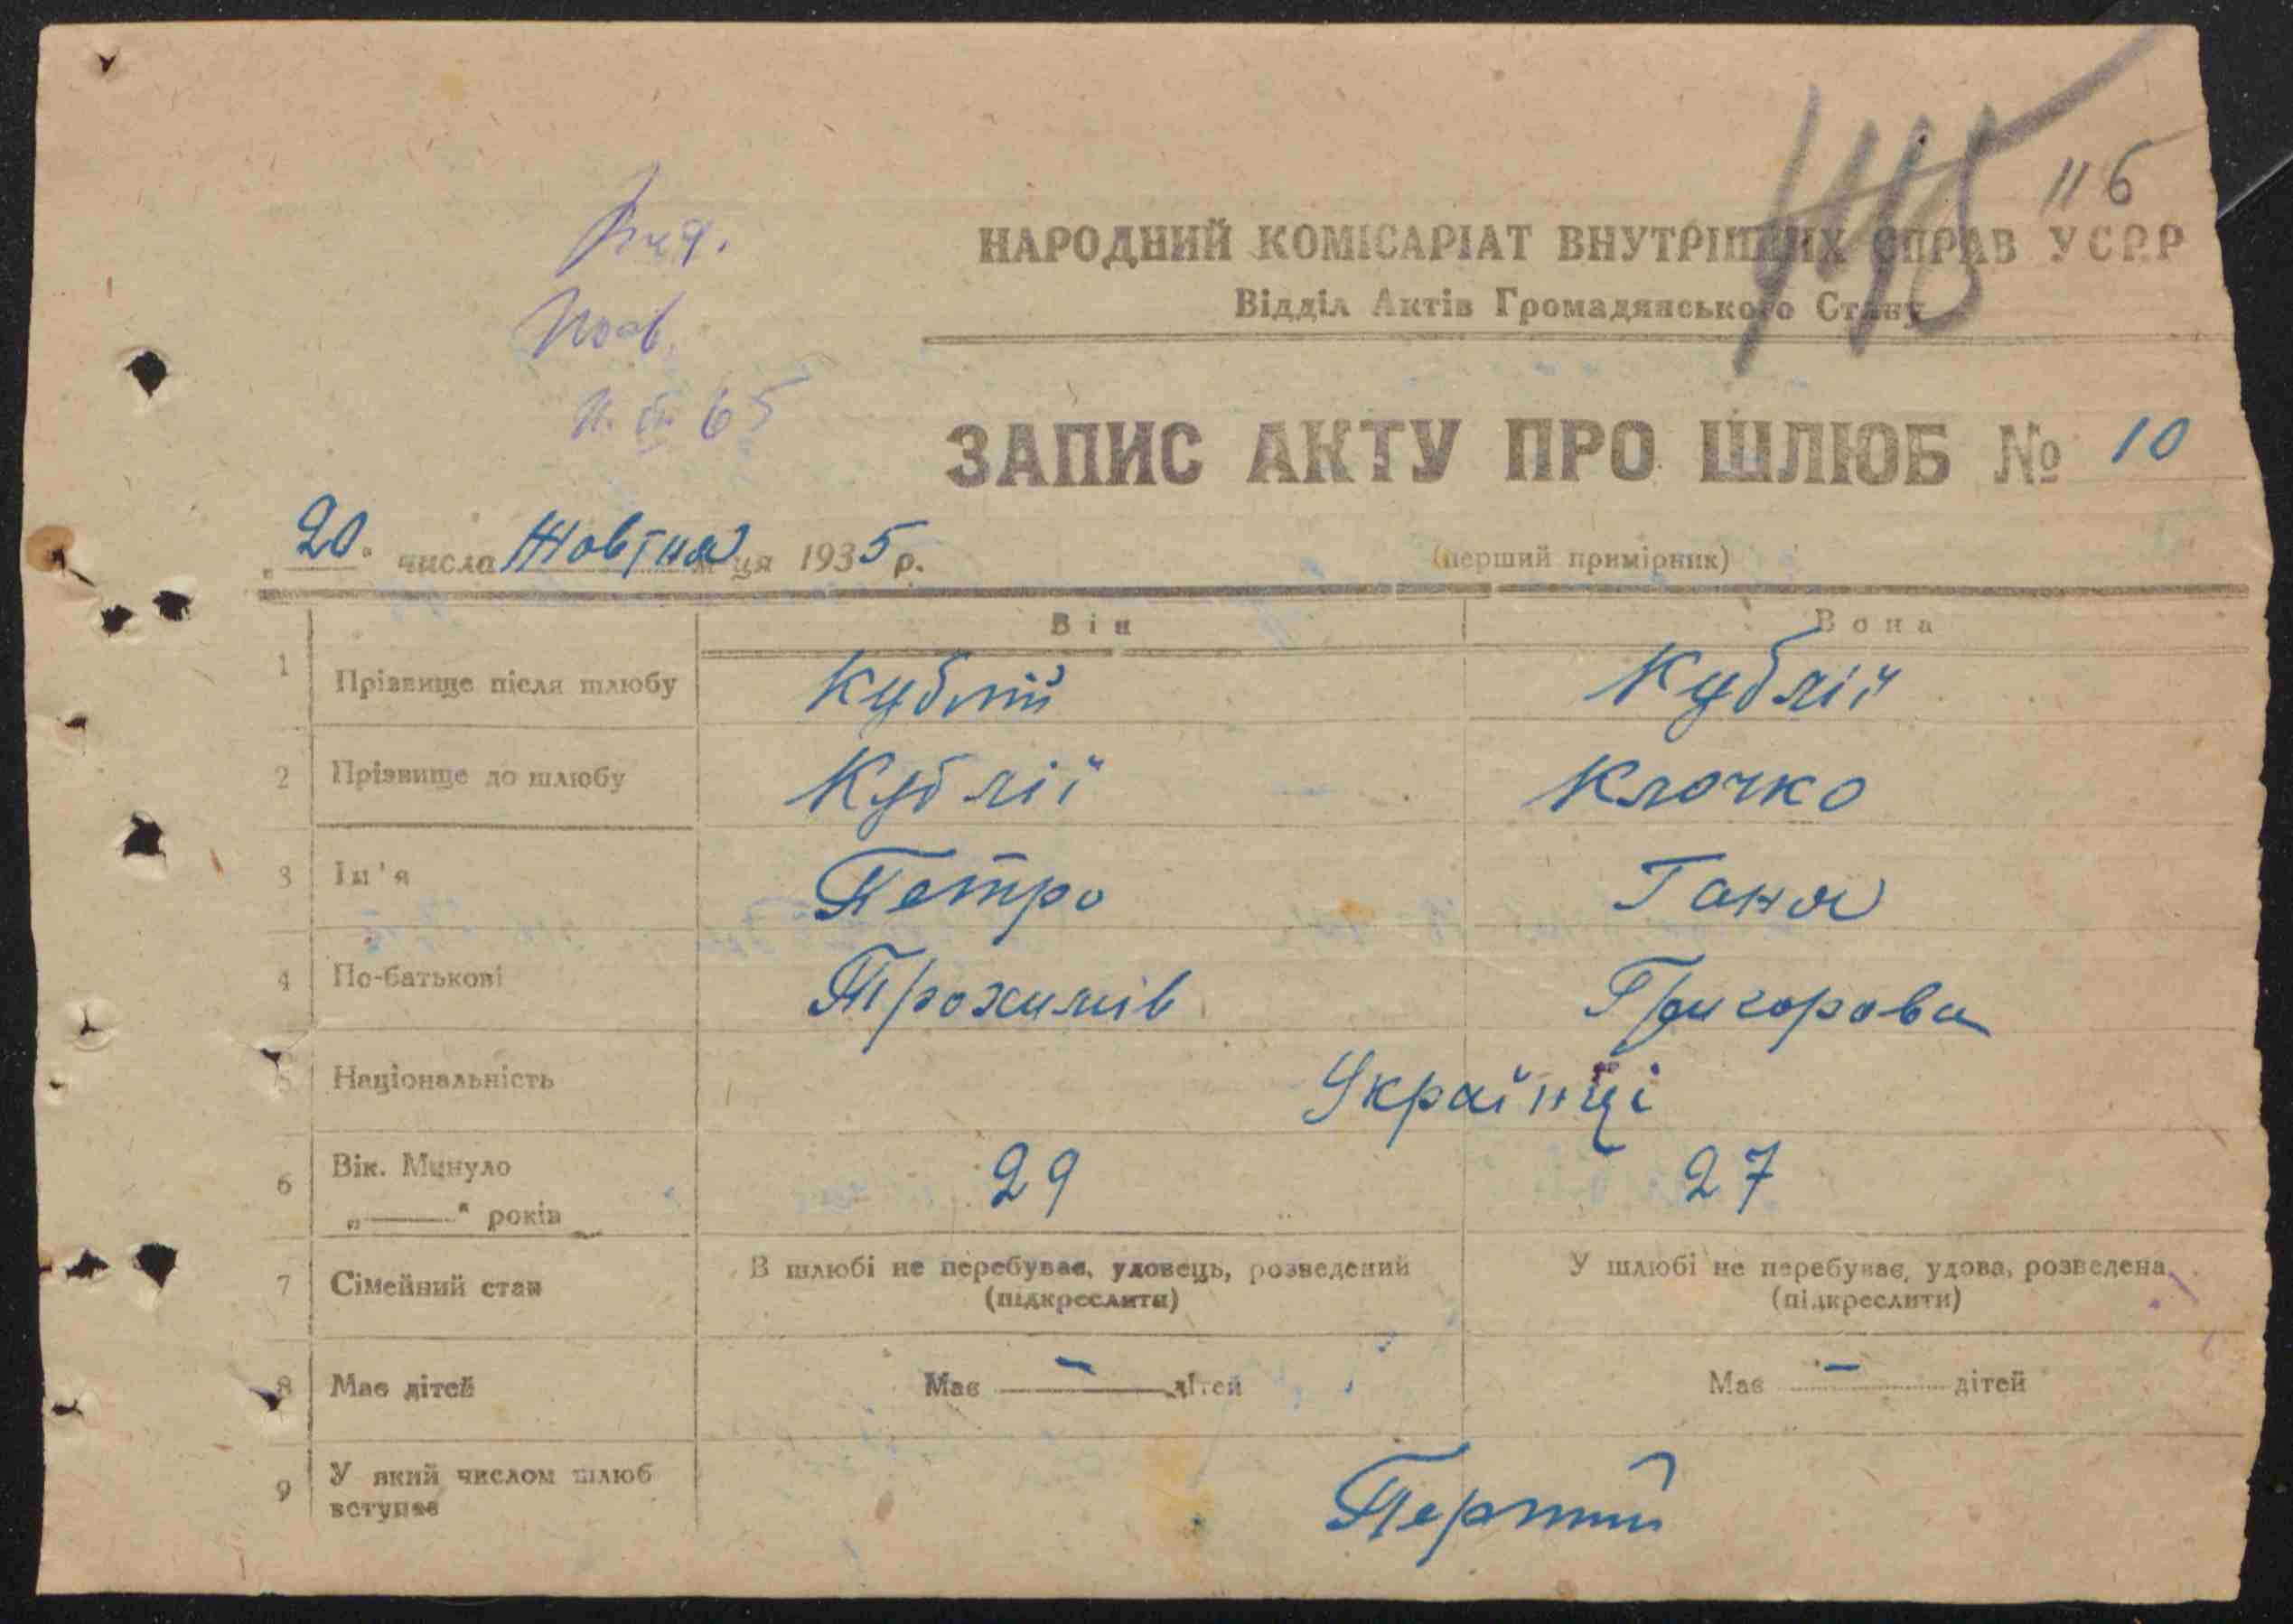 116
НАРОДНИЙ КОМІСАРІАТ ВНУТРІШНІХ СПРАВ УСРР
Відділ Актів Громадянського Стану
ЗАПИС АКТУ ПРО ШЛЮБ № 10
„20" числа Жовтня м-ця 1935 р.
(перший примірник)
Він Вона
1 Прізвище після шлюбу Кублій Кублій
2 Прізвище до шлюбу Кублій Клочко
3 Ім'я Петро Ганя
4 По-батькові Трохимів Григорова
5 Національність Українці
6 Вік. Минуло 29 27
„——" років
7 Сімейний стан В шлюбі не перебуває, удовець, розведений У шлюбі не перебуває, удова, розведена
(підкреслити) (підкреслити)
8 Має дітей Має — дітей Має — дітей
9 У який числом шлюб
вступає Перший